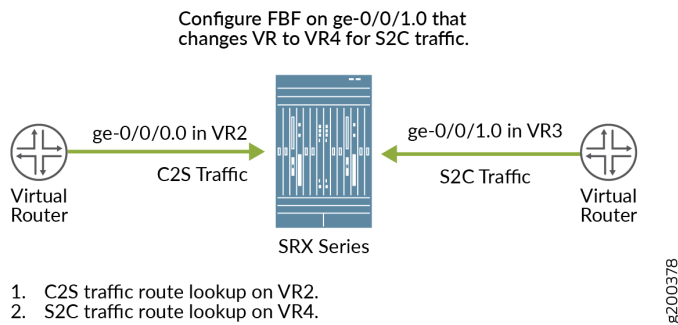 Configure FBF on ge-0/0/1.0 that
changes VR to VR4 for S2C traffic.
ge-0/0/0.0 in VR2
ge-0/0/1.0 in VR3
C2S Traffic
S2C Traffic
Virtual
Router
Virtual
Router
SRX Series
1. C2S traffic route lookup on VR2.
2. S2C traffic route lookup on VR4.
g200378